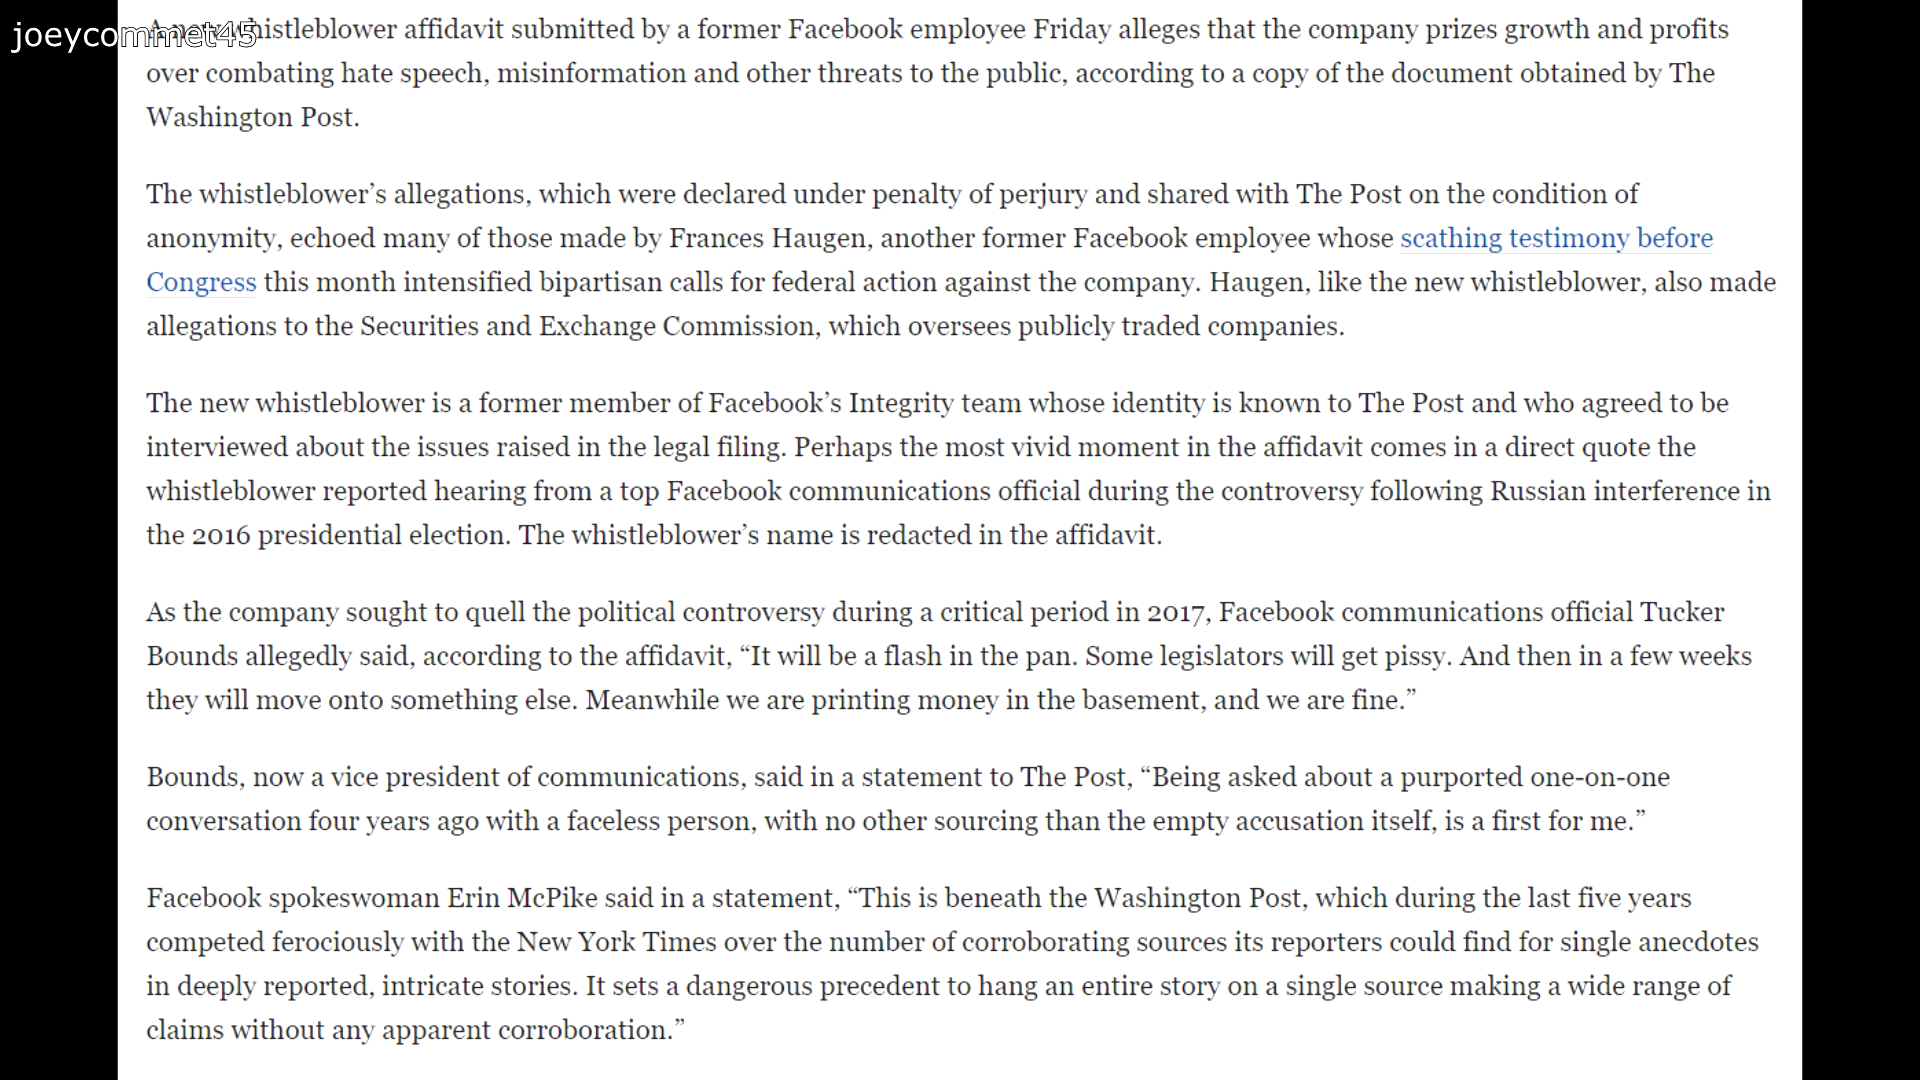 joeycommet45
A new whistleblower affidavit submitted by a former Facebook employee Friday alleges that the company prizes growth and profits
over combating hate speech, misinformation and other threats to the public, according to a copy of the document obtained by The
Washington Post.
The whistleblower’s allegations, which were declared under penalty of perjury and shared with The Post on the condition of
anonymity, echoed many of those made by Frances Haugen, another former Facebook employee whose scathing testimony before
Congress this month intensified bipartisan calls for federal action against the company. Haugen, like the new whistleblower, also made
allegations to the Securities and Exchange Commission, which oversees publicly traded companies.
The new whistleblower is a former member of Facebook’s Integrity team whose identity is known to The Post and who agreed to be
interviewed about the issues raised in the legal filing. Perhaps the most vivid moment in the affidavit comes in a direct quote the
whistleblower reported hearing from a top Facebook communications official during the controversy following Russian interference in
the 2016 presidential election. The whistleblower’s name is redacted in the affidavit.
As the company sought to quell the political controversy during a critical period in 2017, Facebook communications official Tucker
Bounds allegedly said, according to the affidavit, “It will be a flash in the pan. Some legislators will get pissy. And then in a few weeks
they will move onto something else. Meanwhile we are printing money in the basement, and we are fine.”
Bounds, now a vice president of communications, said in a statement to The Post, “Being asked about a purported one-on-one
conversation four years ago with a faceless person, with no other sourcing than the empty accusation itself, is a first for me.”
Facebook spokeswoman Erin McPike said in a statement, “This is beneath the Washington Post, which during the last five years
competed ferociously with the New York Times over the number of corroborating sources its reporters could find for single anecdotes
in deeply reported, intricate stories. It sets a dangerous precedent to hang an entire story on a single source making a wide range of
claims without any apparent corroboration.”